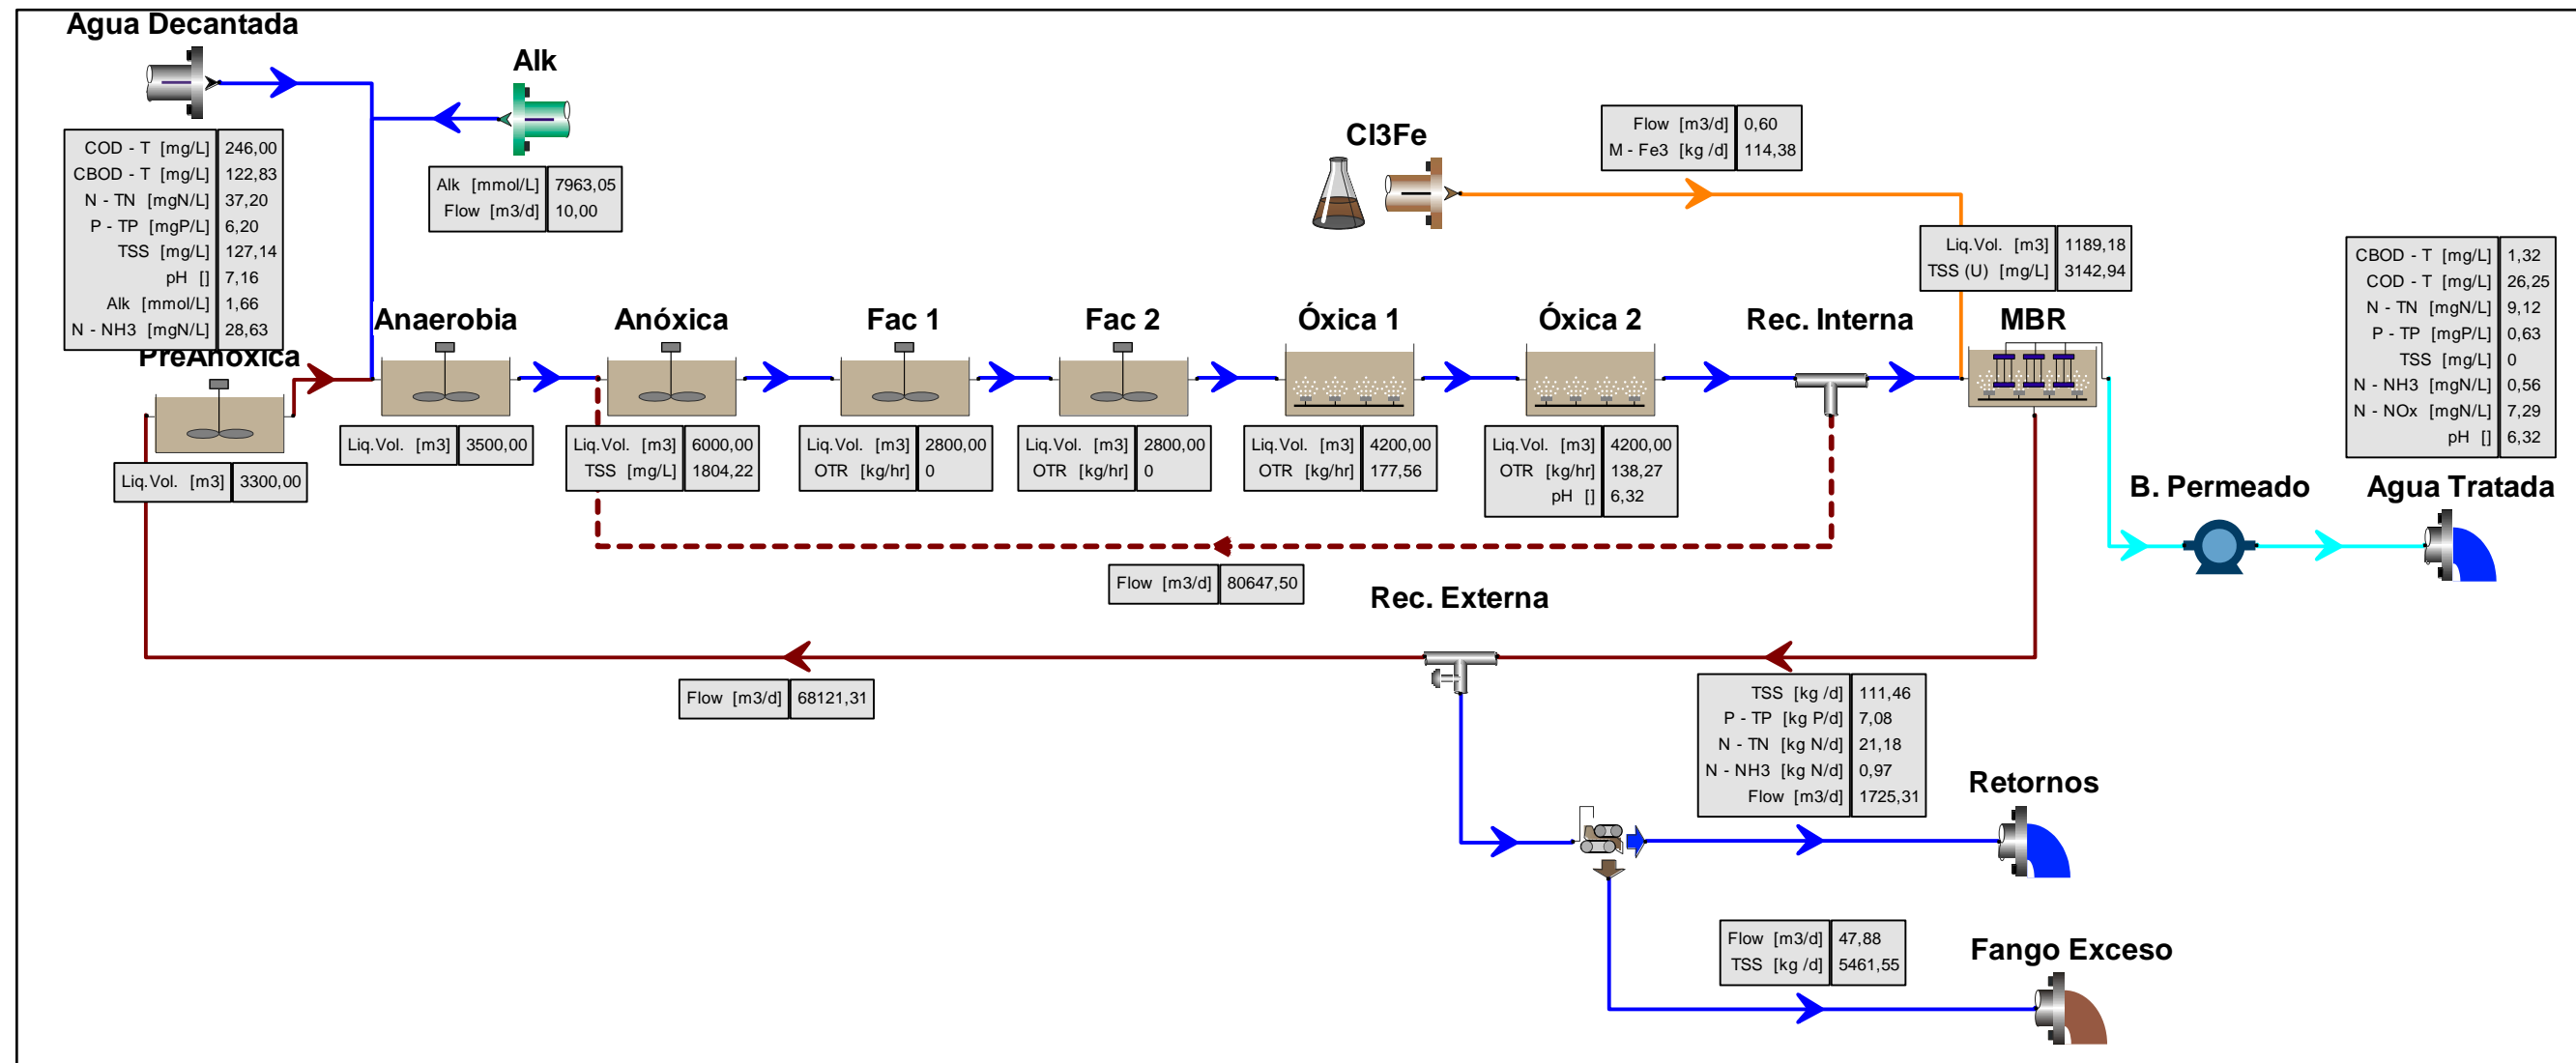 Agua Decantada
COD - T [mg/L] 246,00
CBOD - T [mg/L] 122,83
N - TN [mgN/L] 37,20
P - TP [mgP/L] 6,20
TSS [mg/L] 127,14
pH [] 7,16
Alk [mmol/L] 1,66
N - NH3 [mgN/L] 28,63
Alk
Alk [mmol/L] 7963,05
Flow [m3/d] 10,00
Cl3Fe
Flow [m3/d] 0,60
M - Fe3 [kg /d] 114,38
Liq.Vol. [m3] 1189,18
TSS (U) [mg/L] 3142,94
CBOD - T [mg/L] 1,32
COD - T [mg/L] 26,25
N - TN [mgN/L] 9,12
P - TP [mgP/L] 0,63
TSS [mg/L] 0
N - NH3 [mgN/L] 0,56
N - NOx [mgN/L] 7,29
pH [] 6,32
PreAnóxica
Liq.Vol. [m3] 3300,00
Anaerobia
Liq.Vol. [m3] 3500,00
Anóxica
Liq.Vol. [m3] 6000,00
TSS [mg/L] 1804,22
Fac 1
Liq.Vol. [m3] 2800,00
OTR [kg/hr] 0
Fac 2
Liq.Vol. [m3] 2800,00
OTR [kg/hr] 0
Óxica 1
Liq.Vol. [m3] 4200,00
OTR [kg/hr] 177,56
Óxica 2
Liq.Vol. [m3] 4200,00
OTR [kg/hr] 138,27
pH [] 6,32
Rec. Interna
MBR
B. Permeado
Agua Tratada
Flow [m3/d] 80647,50
Rec. Externa
Flow [m3/d] 68121,31
TSS [kg /d] 111,46
P - TP [kg P/d] 7,08
N - TN [kg N/d] 21,18
N - NH3 [kg N/d] 0,97
Flow [m3/d] 1725,31
Retornos
Flow [m3/d] 47,88
TSS [kg /d] 5461,55
Fango Exceso